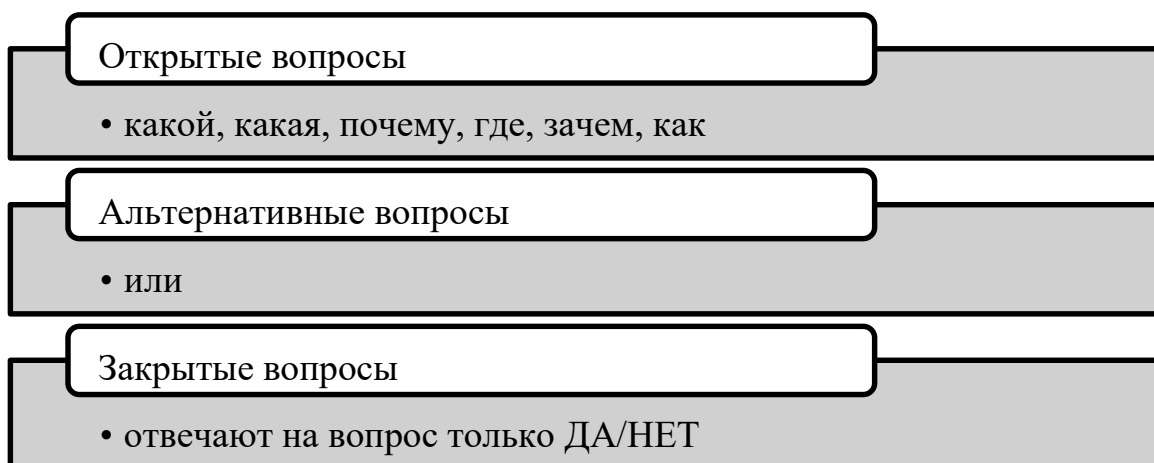 Открытые вопросы
• какой, какая, почему, где, зачем, как
Альтернативные вопросы
• или
Закрытые вопросы
• отвечают на вопрос только ДА/НЕТ